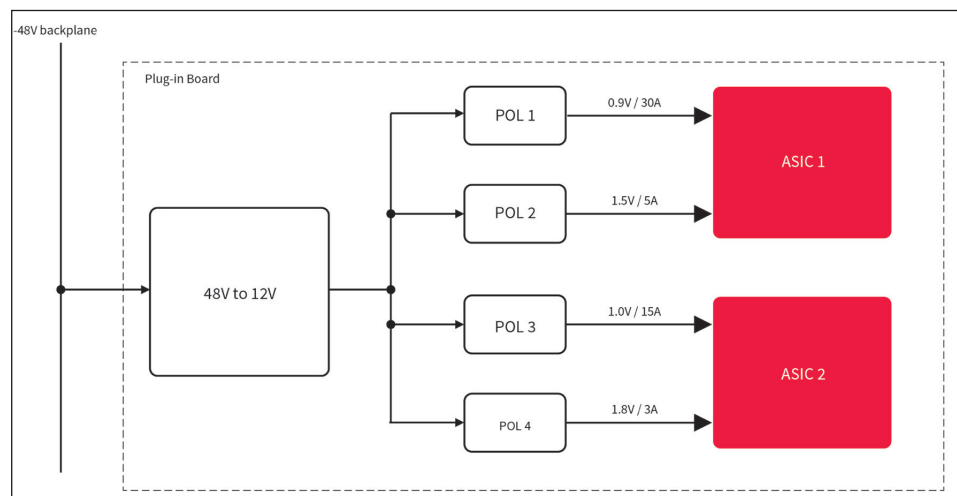 -48V backplane
Plug-in Board
POL 1
0.9V / 30A
ASIC 1
POL 2
1.5V / 5A
48V to 12V
POL 3
1.0V / 15A
ASIC 2
POL 4
1.8V / 3A